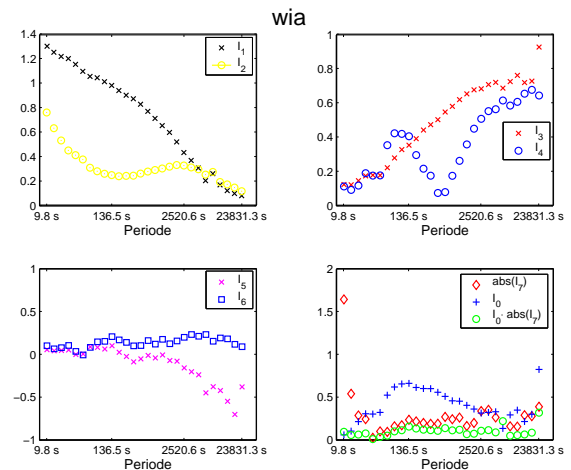 wia
1.4
1.2
1
0.8
0.6
0.4
0.2
0
I1
I2
9.8 s
136.5 s
2520.6 s
23831.3 s
Periode
1
0.8
0.6
0.4
0.2
0
I3
I4
9.8 s
136.5 s
2520.6 s
23831.3 s
Periode
1
0.5
0
−0.5
−1
I5
I6
9.8 s
136.5 s
2520.6 s
23831.3 s
Periode
2
1.5
1
0.5
0
abs(I7)
I0
I0· abs(I7)
9.8 s
136.5 s
2520.6 s
23831.3 s
Periode